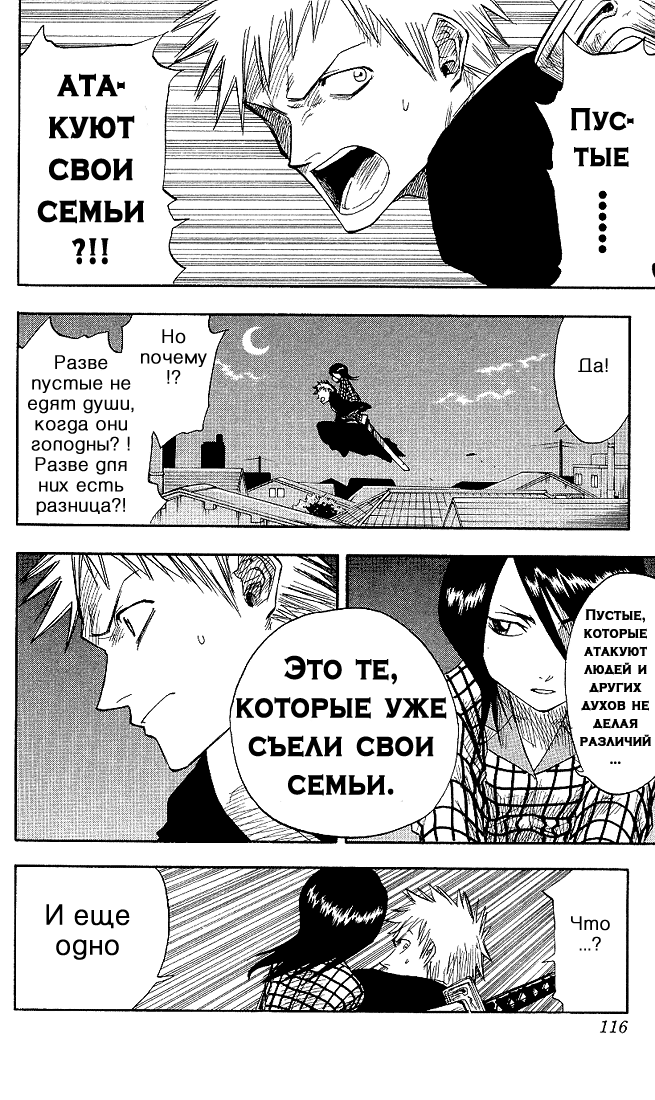 Пус-
тые
......
ата-
куют
свои
семьи
?!!
Да!
Но
почему
!?
Разве
пустые не
едят души,
когда они
голодны? !
Разве для
них есть
разница?!
Пустые,
которые
атакуют
людей и
других
духов не
делая
различий
...
Это те,
которые уже
съели свои
семьи.
Что
...?
И еще
одно
116